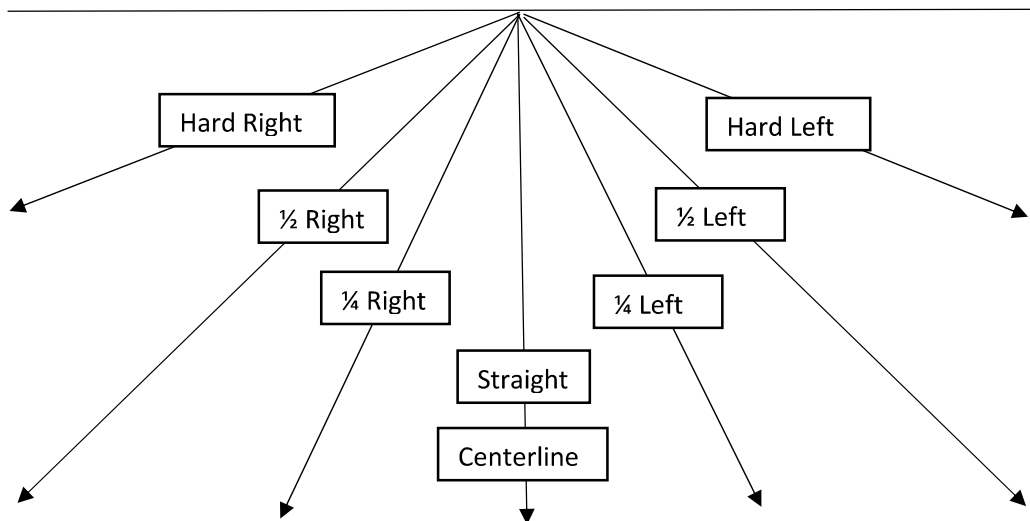 Hard Right
Hard Left
½ Right
½ Left
¼ Right
¼ Left
Straight
Centerline